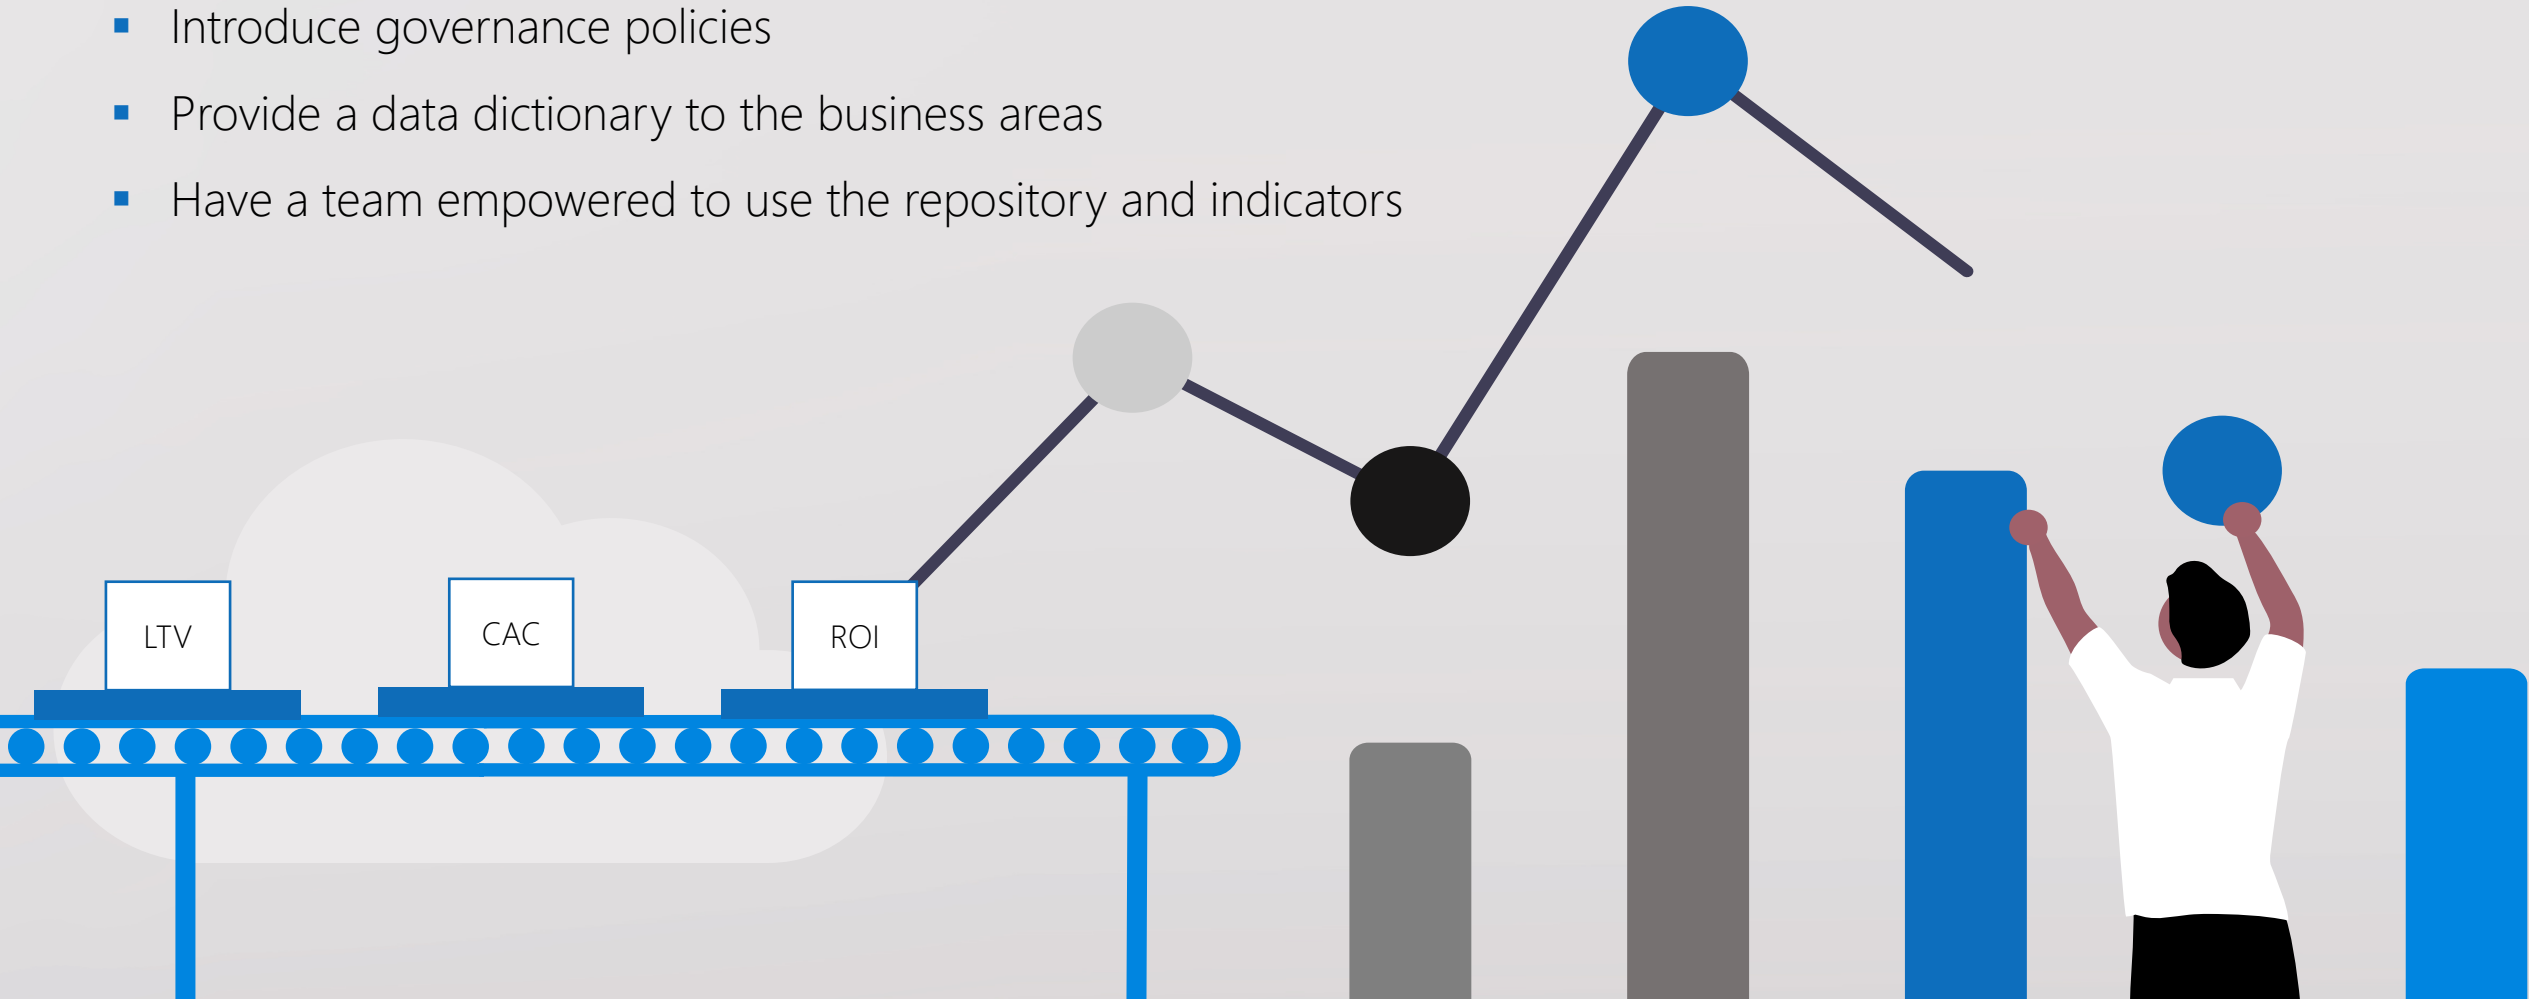 ▪ Introduce governance policies
▪ Provide a data dictionary to the business areas
▪ Have a team empowered to use the repository and indicators
LTV
CAC
ROI